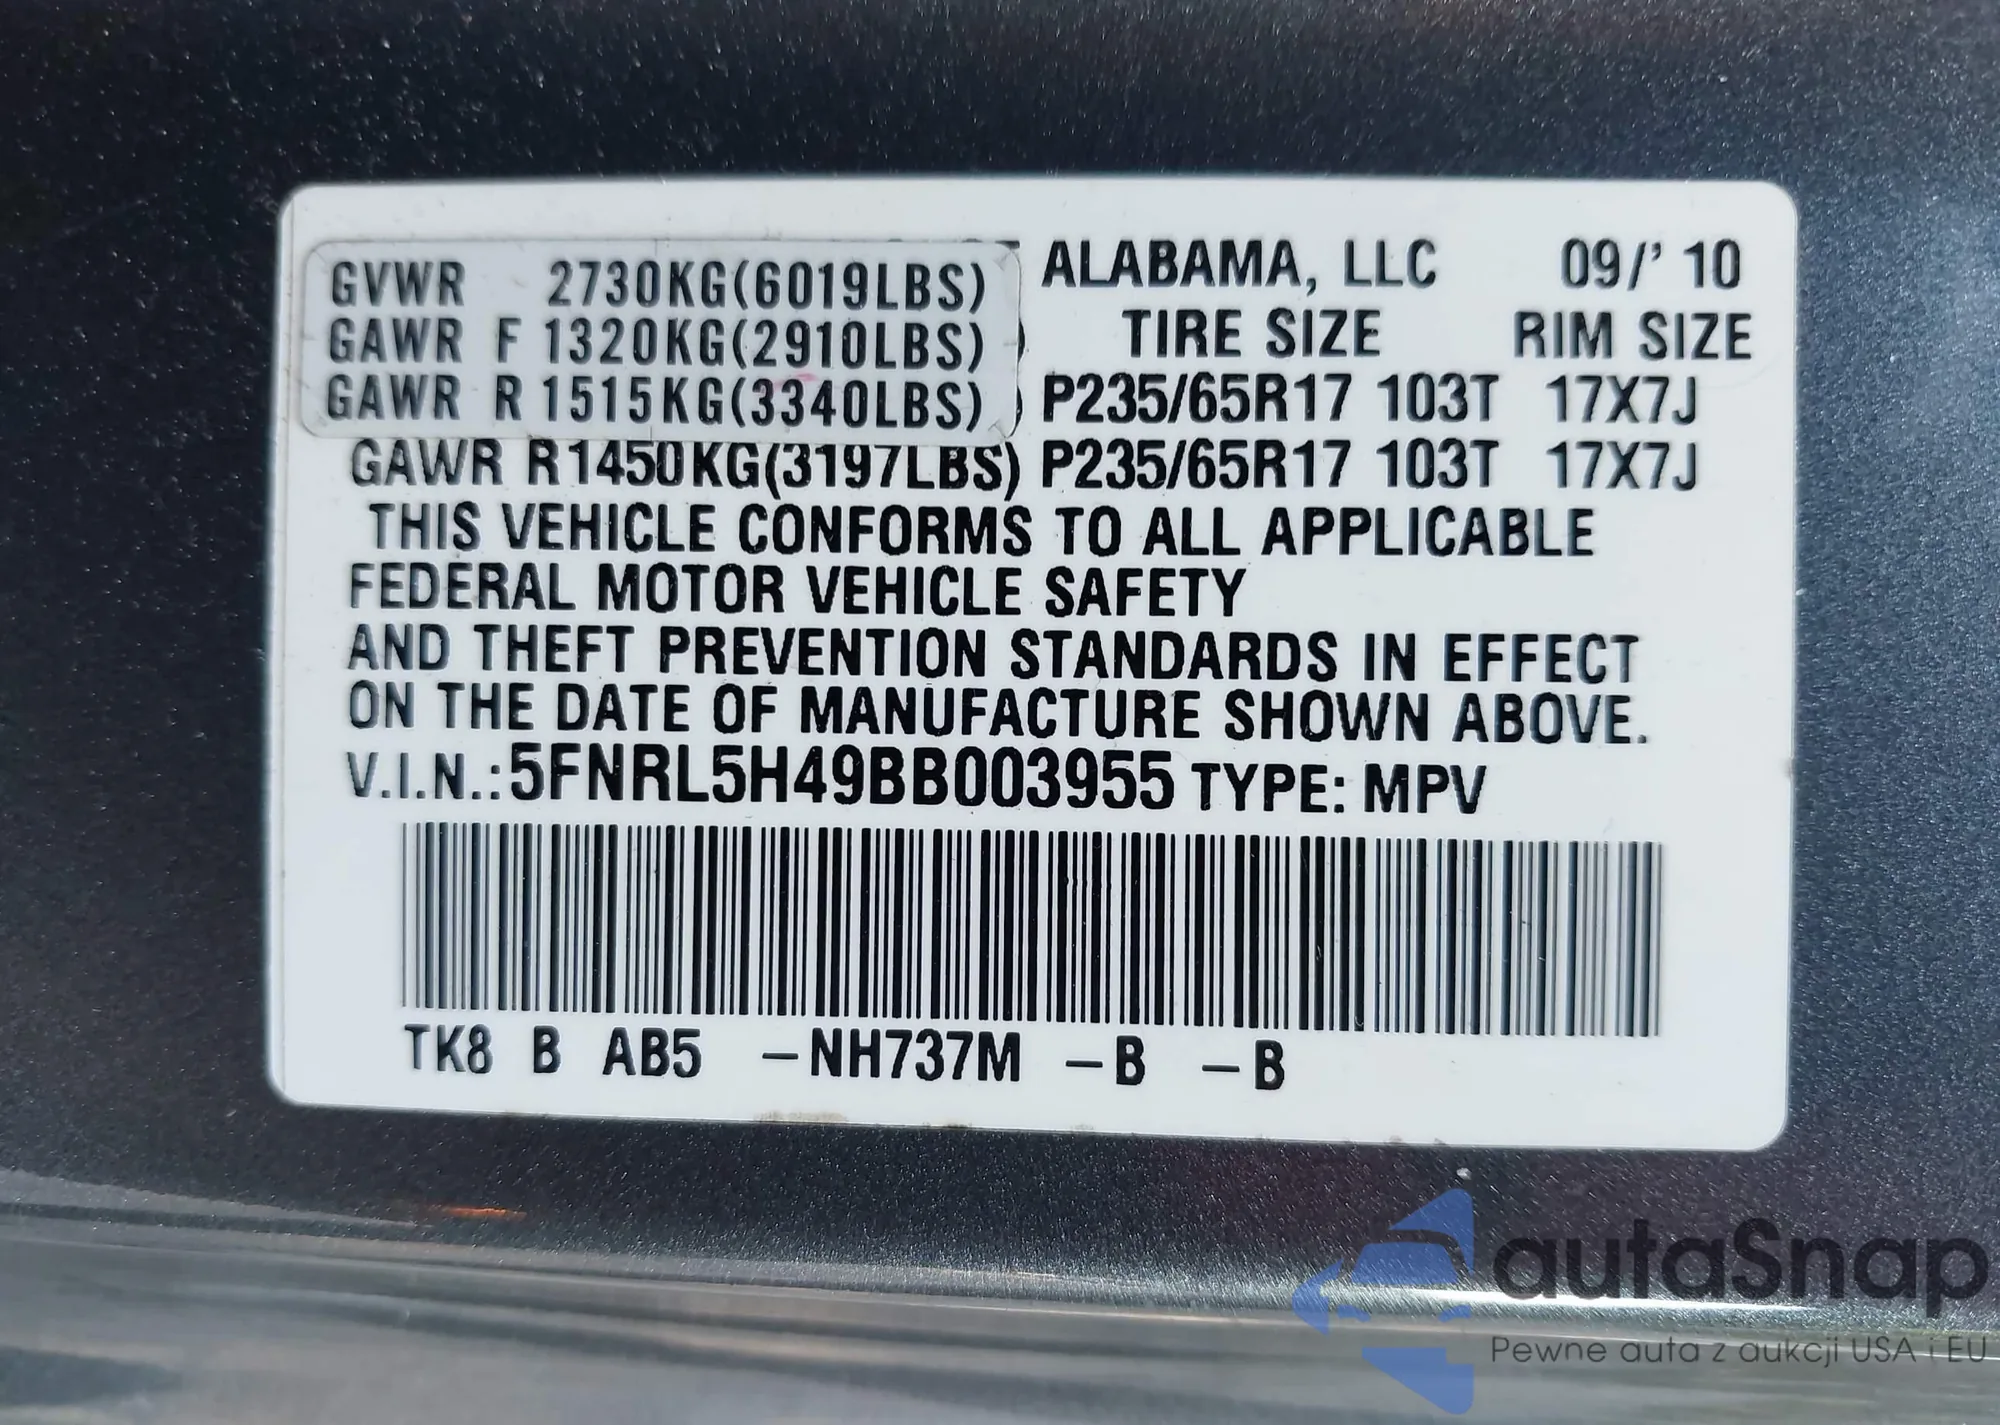 ALABAMA, LLC 09/' 10
GVWR 2730KG(6019LBS) TIRE SIZE RIM SIZE
GAWR F 1320KG(2910LBS)
GAWR R 1515KG(3340LBS) P235/65R17 103T 17X7J
GAWR R1450KG(3197LBS) P235/65R17 103T 17X7J
THIS VEHICLE CONFORMS TO ALL APPLICABLE
FEDERAL MOTOR VEHICLE SAFETY
AND THEFT PREVENTION STANDARDS IN EFFECT
ON THE DATE OF MANUFACTURE SHOWN ABOVE.
V.I.N.:5FNRL5H49BB003955 TYPE: MPV
TK8 B AB5 –NH737M –B –B
autaSnap
Pewne auta z aukcji USA i EU